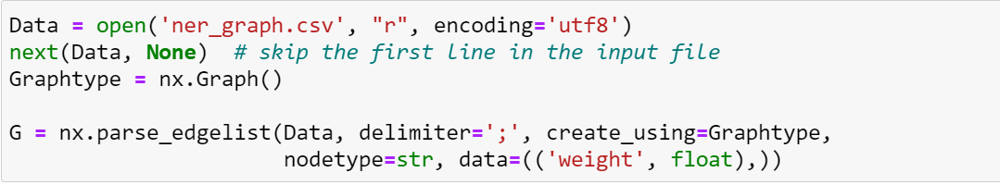 Data = open('ner_graph.csv', "r", encoding='utf8')
next(Data, None)  # skip the first line in the input file
Graphtype = nx.Graph()

G = nx.parse_edgelist(Data, delimiter=';', create_using=Graphtype,
                      nodetype=str, data=(('weight', float),))